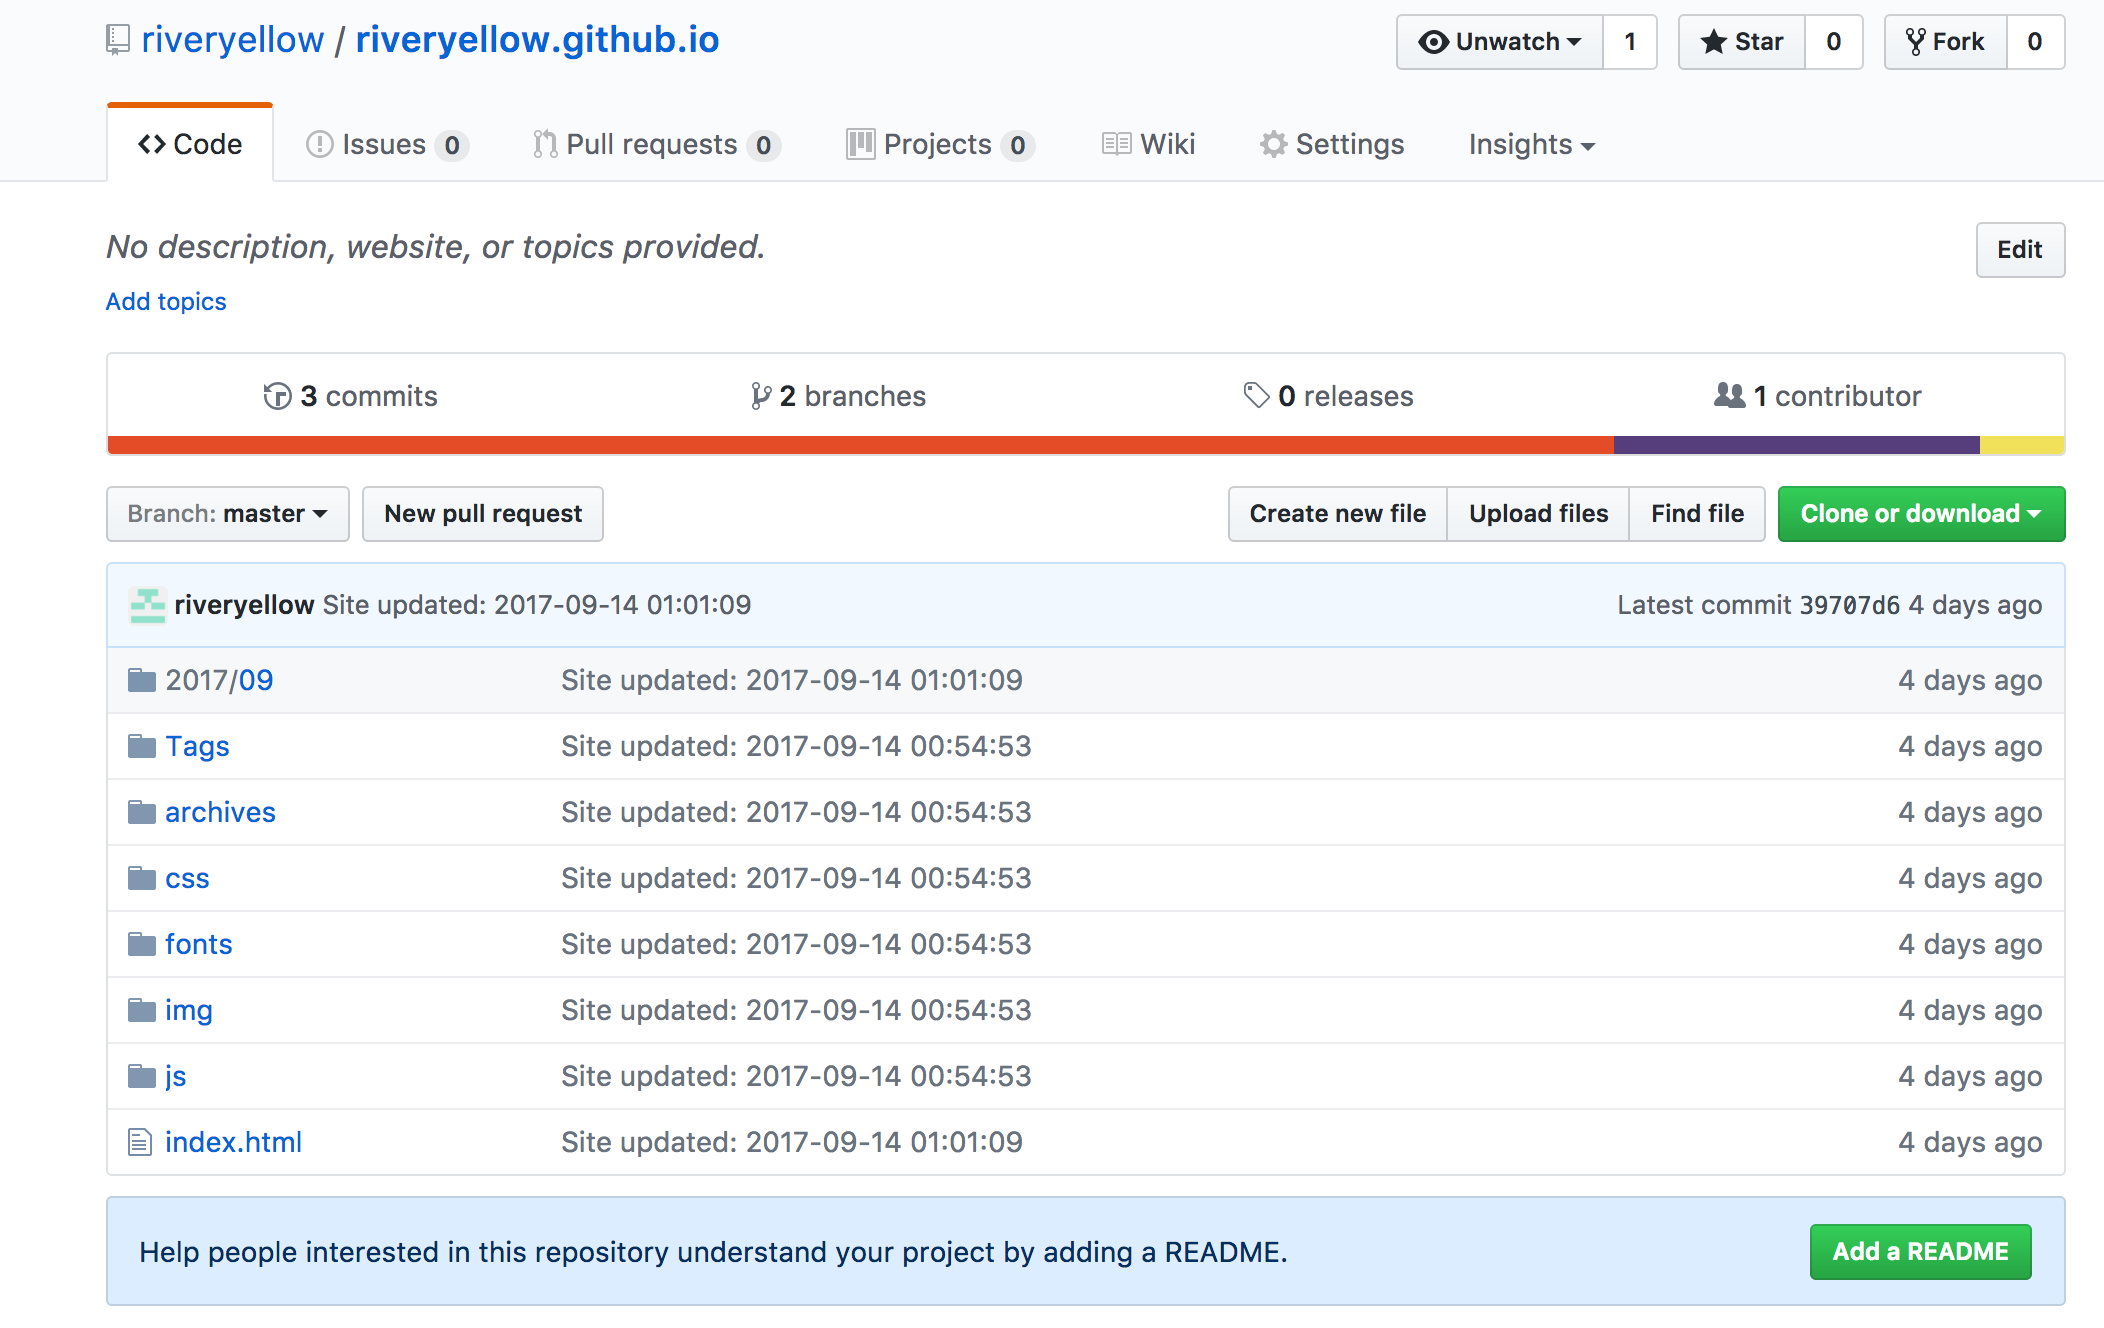 riveryellow / riveryellow.github.io Unwatch 1 Star 0 Fork 0
Code Issues 0 Pull requests 0 Projects 0 Wiki Settings Insights
No description, website, or topics provided. Edit
Add topics
3 commits 2 branches 0 releases 1 contributor
Branch: master New pull request Create new file Upload files Find file Clone or download
riveryellow Site updated: 2017-09-14 01:01:09 Latest commit 39707d6 4 days ago
2017/09 Site updated: 2017-09-14 01:01:09 4 days ago
Tags Site updated: 2017-09-14 00:54:53 4 days ago
archives Site updated: 2017-09-14 00:54:53 4 days ago
css Site updated: 2017-09-14 00:54:53 4 days ago
fonts Site updated: 2017-09-14 00:54:53 4 days ago
img Site updated: 2017-09-14 00:54:53 4 days ago
js Site updated: 2017-09-14 00:54:53 4 days ago
index.html Site updated: 2017-09-14 01:01:09 4 days ago
Help people interested in this repository understand your project by adding a README. Add a README